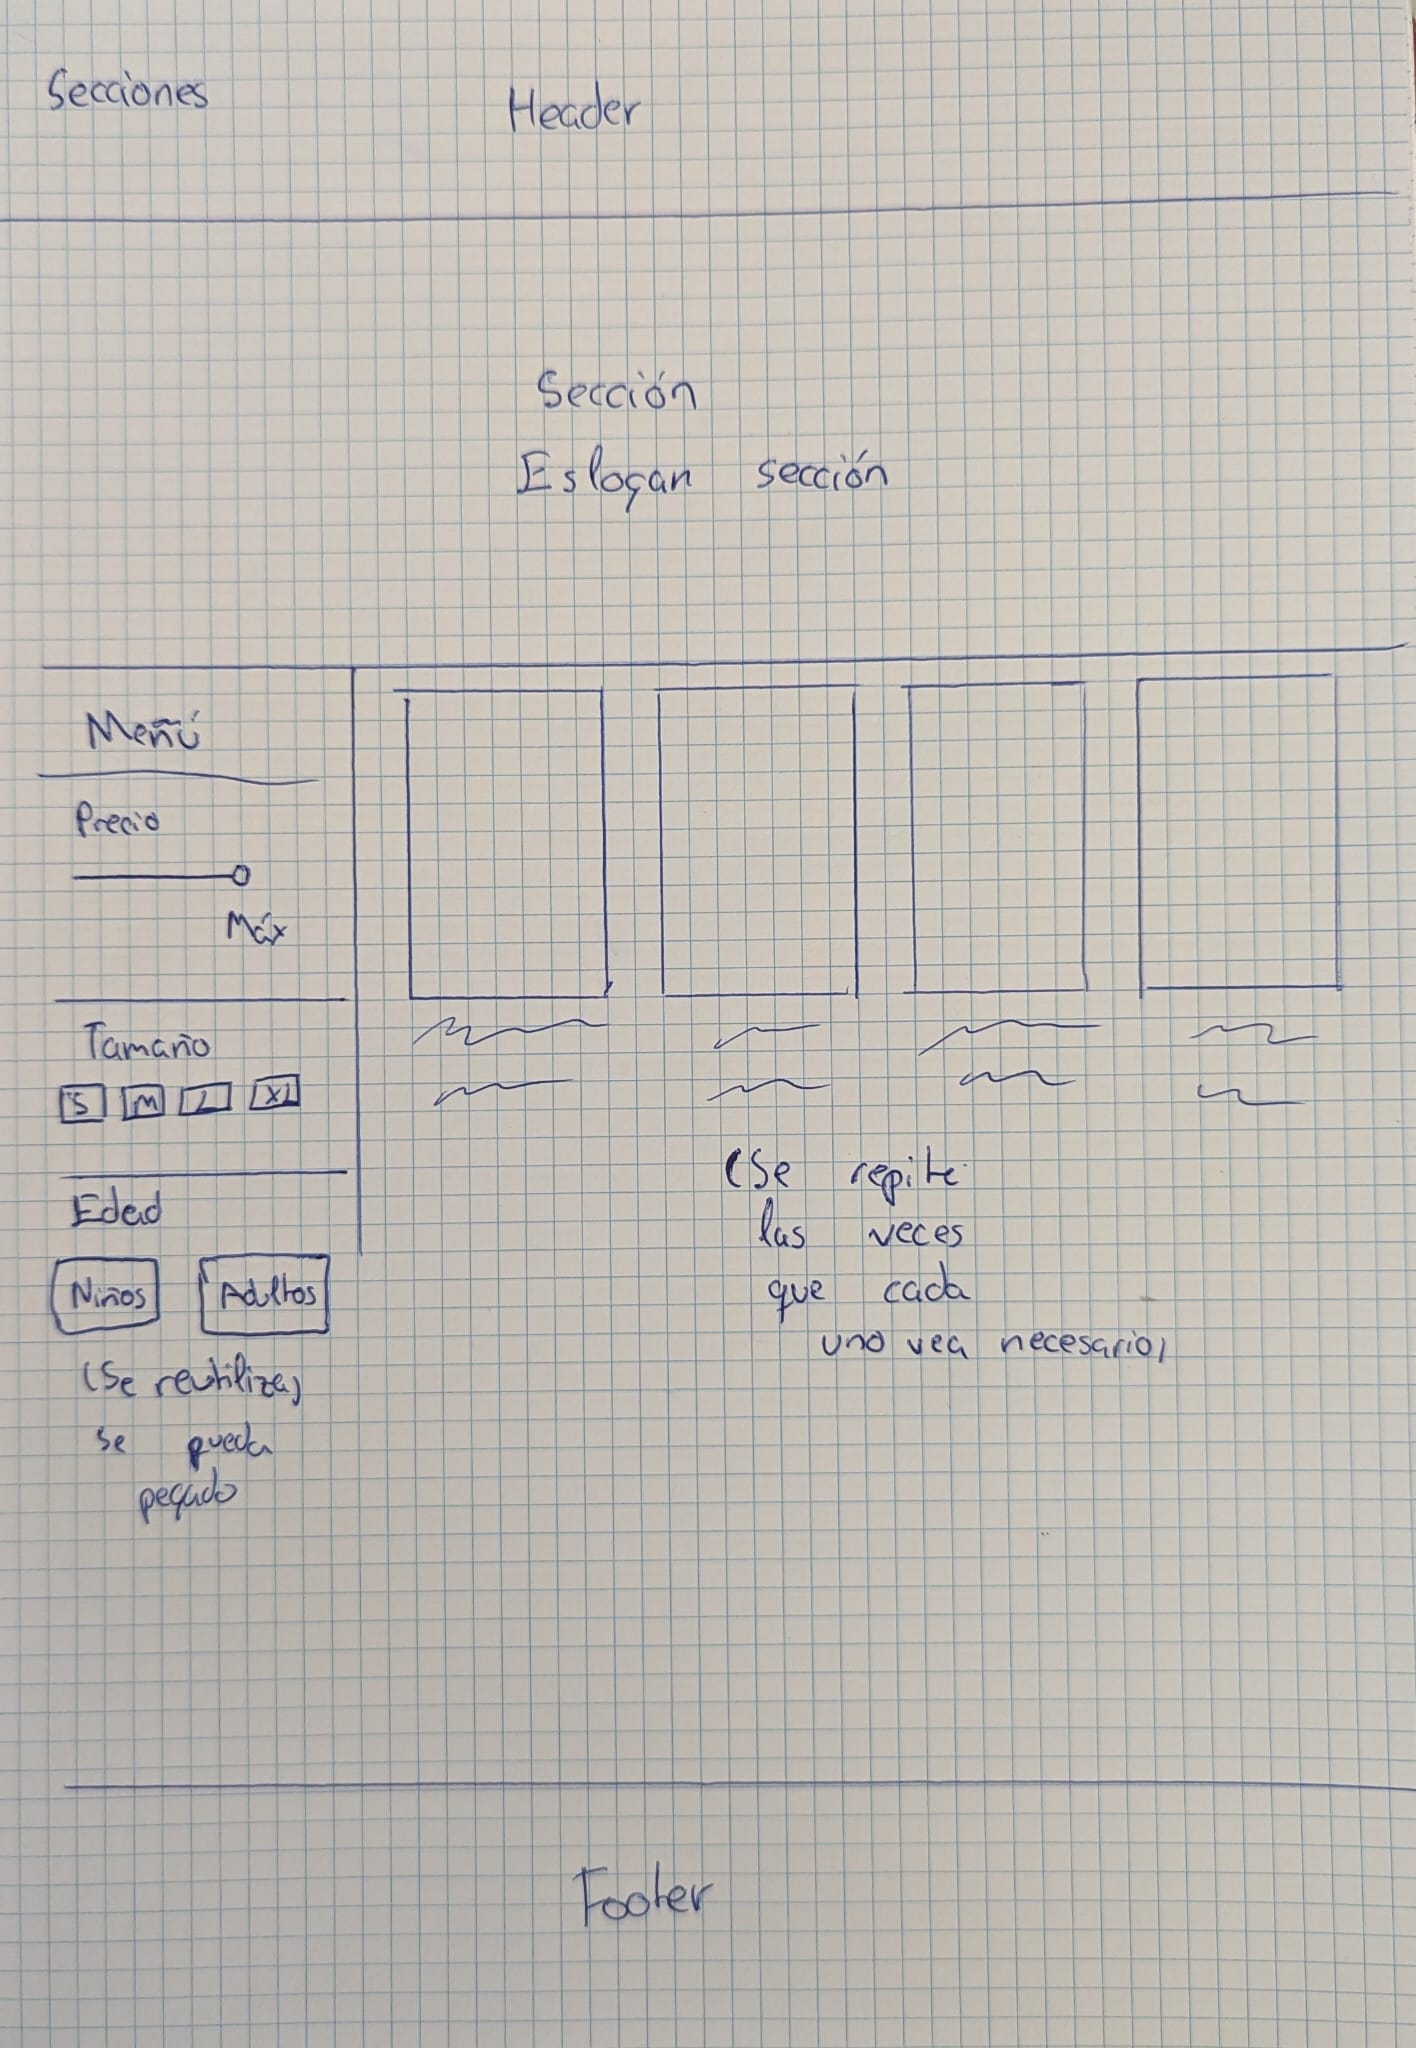 Secciones
Header
Sección
Eslogan sección
Meñú
Precio
Máx
Tamaño
S M L XL
Edad
Niños Adultos
(Se reutiliza,
se queda
pegado
(Se repite
las veces
que cada
uno vea necesario)
Footer